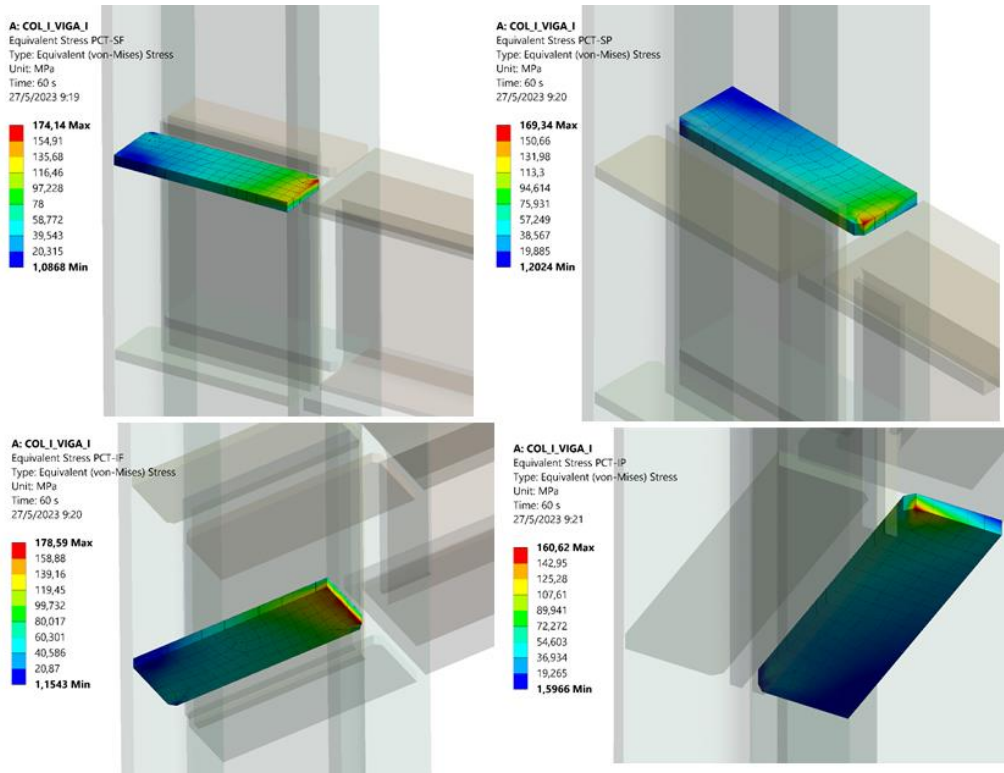 A: COL_I_VIGA_I
Equivalent Stress PCT-SF
Type: Equivalent (von-Mises) Stress
Unit: MPa
Time: 60 s
27/5/2023 9:19
174,14 Max
154,91
135,68
116,46
97,228
78
58,772
39,543
20,315
1,0868 Min
A: COL_I_VIGA_I
Equivalent Stress PCT-SP
Type: Equivalent (von-Mises) Stress
Unit: MPa
Time: 60 s
27/5/2023 9:20
169,34 Max
150,66
131,98
113,3
94,614
75,931
57,249
38,567
19,885
1,2024 Min
A: COL_I_VIGA_I
Equivalent Stress PCT-IF
Type: Equivalent (von-Mises) Stress
Unit: MPa
Time: 60 s
27/5/2023 9:20
178,59 Max
158,88
139,16
119,45
99,732
80,017
60,301
40,586
20,87
1,1543 Min
A: COL_I_VIGA_I
Equivalent Stress PCT-IP
Type: Equivalent (von-Mises) Stress
Unit: MPa
Time: 60 s
27/5/2023 9:21
160,62 Max
142,95
125,28
107,61
89,941
72,272
54,603
36,934
19,265
1,5966 Min